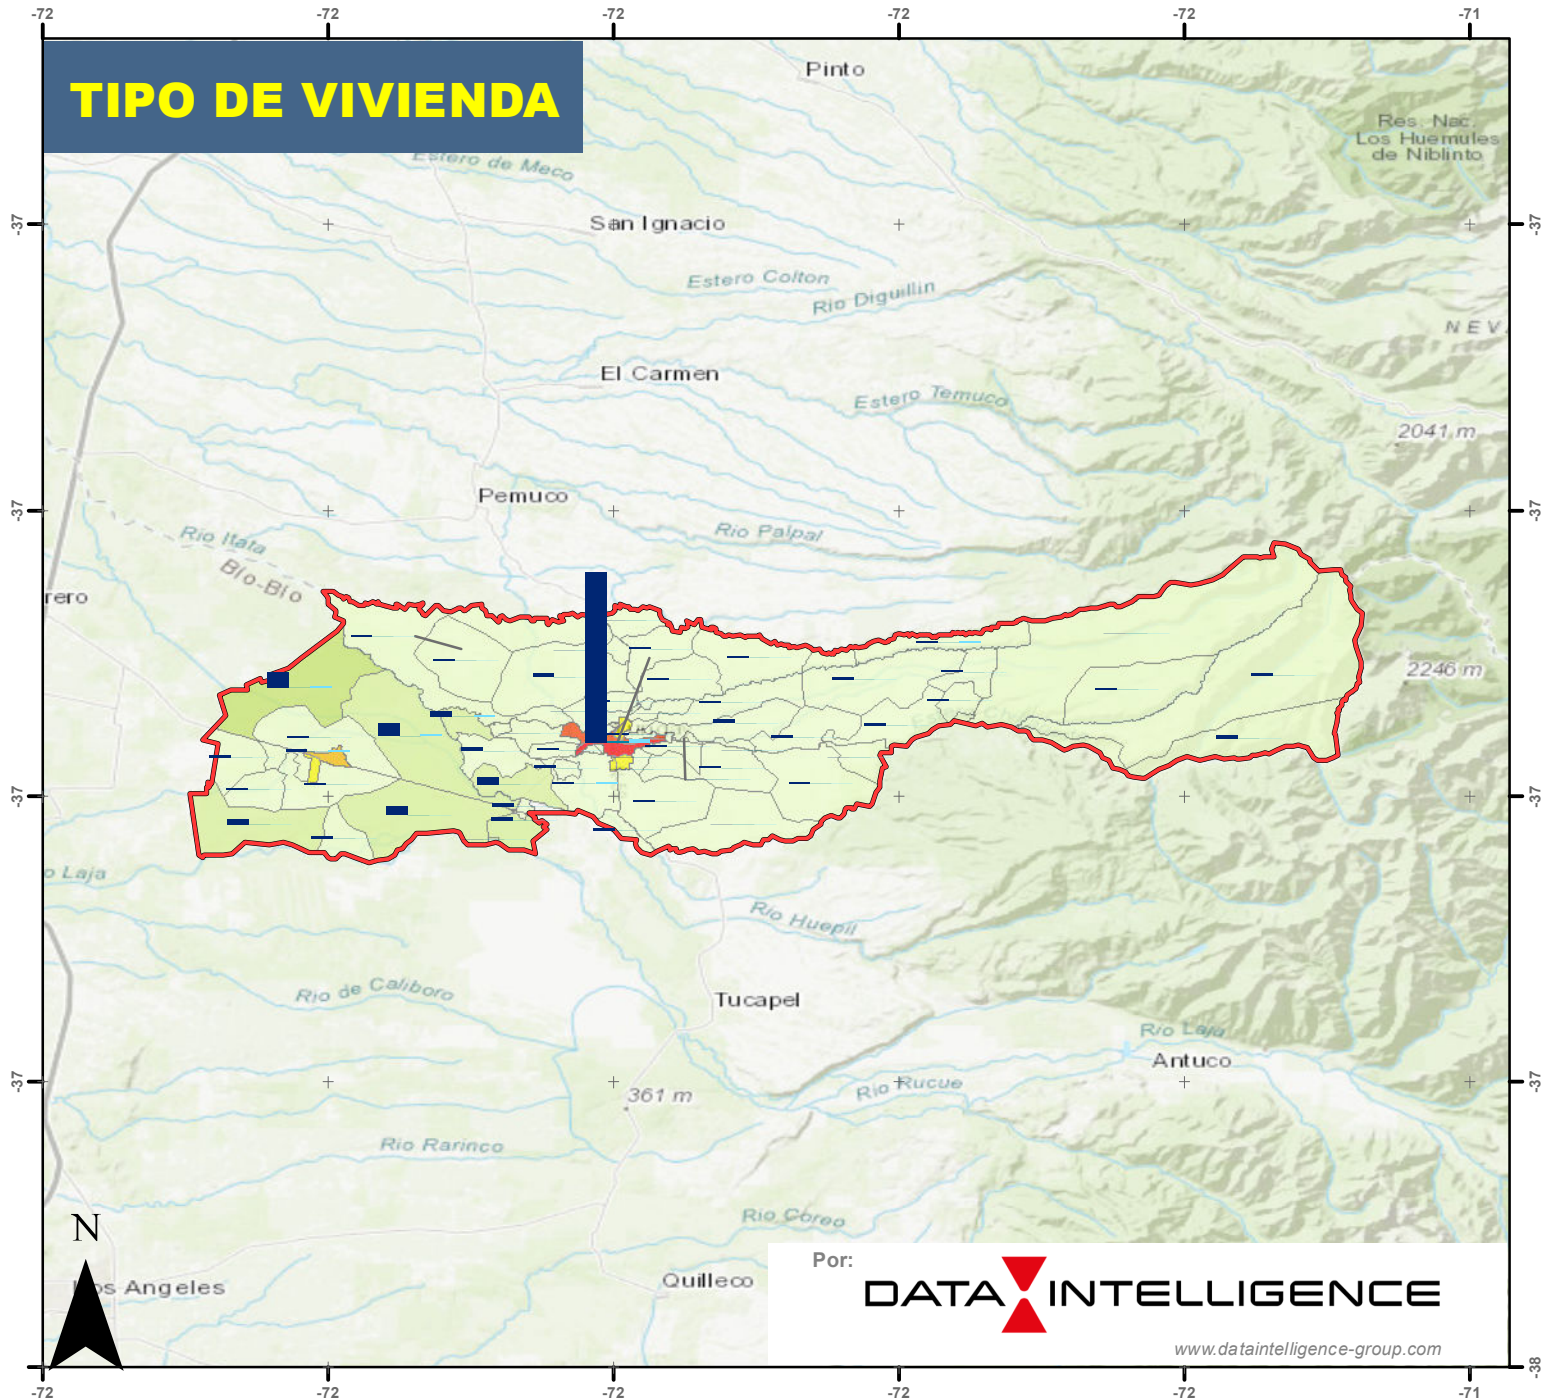 -72 -72 -72 -72 -72 -71
TIPO DE VIVIENDA
Pinto
Res. Nac.
Los Huemules
de Niblinto
Estero de Meco
San Ignacio
-37 -37
Estero Colton
Rio Diguillin
NEV.
El Carmen
Estero Temuco
2041 m
Pemuco
-37 -37
Rio Itata
Rio Palpal
Bío-Bío
rero
2246 m
-37 -37
o Laja
Rio Huepil
Rio de Caliboro
Tucapel
Rio Laja
Antuco
-37 -37
Rio Rucue
361 m
Rio Rarinco
N
Rio Coreo
Los Angeles
Quilleco
Por:
DATA INTELLIGENCE
www.dataintelligence-group.com
-38
-72 -72 -72 -72 -72 -71